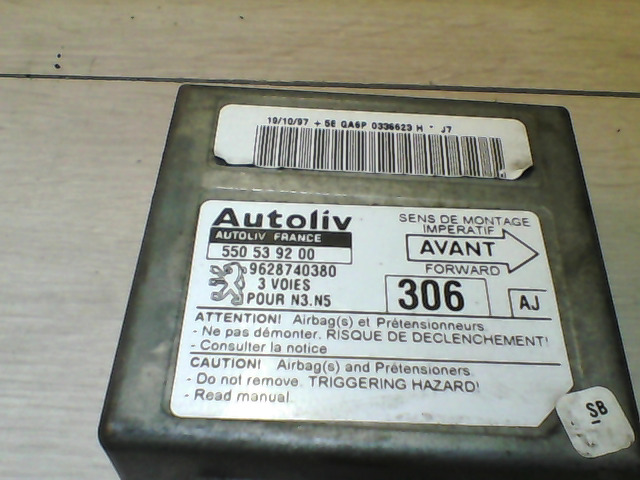 19/10/97 + 5E QA6P 0336623 H * J7
Autoliv
AUTOLIV FRANCE
550 53 92 00
9628740380
3 VOIES
POUR N3.N5
SENS DE MONTAGE
IMPERATIF
AVANT
FORWARD
306
AJ
ATTENTION! Airbag(s) et Prétensionneurs
- Ne pas démonter. RISQUE DE DECLENCHEMENT!
- Consulter la notice
CAUTION! Airbag(s) and Prétensioners
- Do not remove TRIGGERING HAZARD!
- Read manual
SB